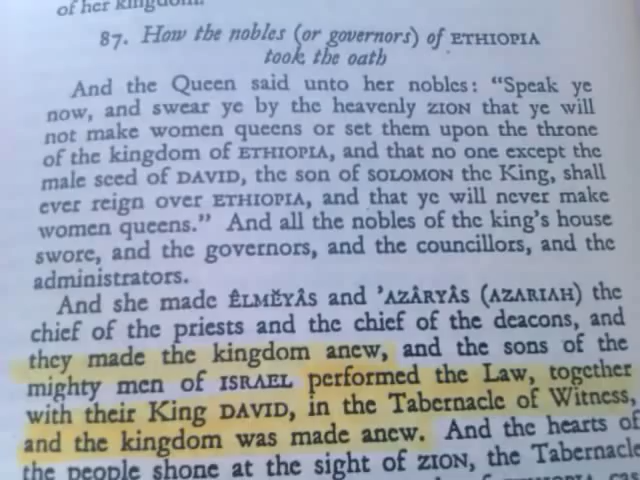 of her kingdom.
87. How the nobles (or governors) of ETHIOPIA
took the oath
And the Queen said unto her nobles: “Speak ye
now, and swear ye by the heavenly ZION that ye will
not make women queens or set them upon the throne
of the kingdom of ETHIOPIA, and that no one except the
male seed of DAVID, the son of SOLOMON the King, shall
ever reign over ETHIOPIA, and that ye will never make
women queens.” And all the nobles of the king's house
swore, and the governors, and the councillors, and the
administrators.
And she made ÊLMĔYÂS and 'AZÂRYÂS (AZARIAH) the
chief of the priests and the chief of the deacons, and
they made the kingdom anew, and the sons of the
mighty men of ISRAEL performed the Law, together
with their King DAVID, in the Tabernacle of Witness,
and the kingdom was made anew. And the hearts of
the people shone at the sight of ZION, the Tabernacle